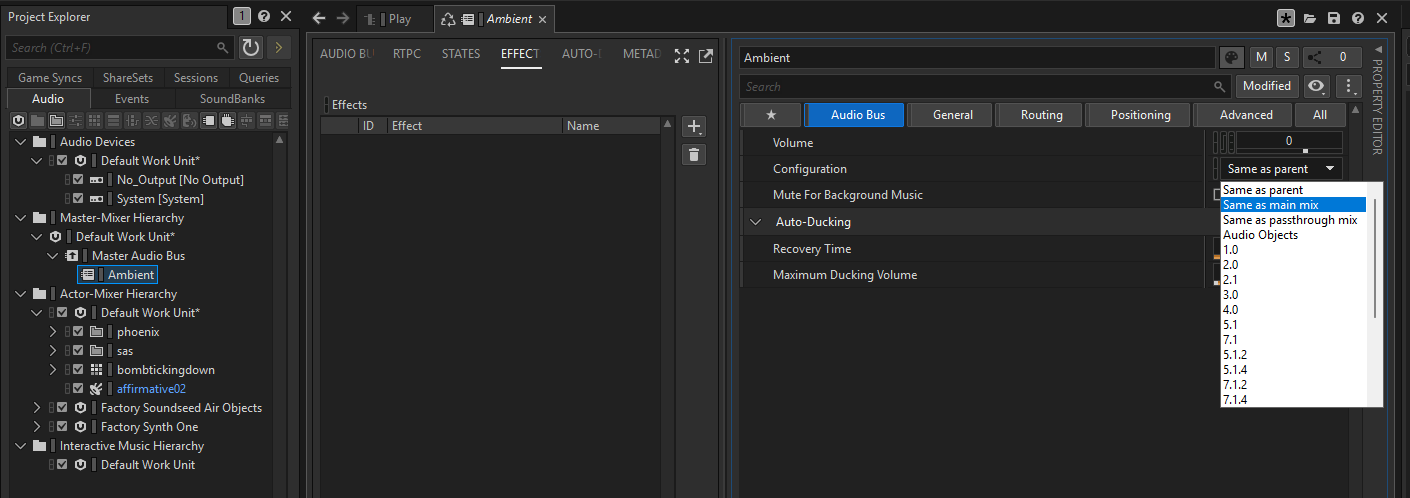 Project Explorer
1
Search (Ctrl+F)
Game Syncs ShareSets Sessions Queries
Audio Events SoundBanks
Audio Devices
Default Work Unit*
No_Output [No Output]
System [System]
Master-Mixer Hierarchy
Default Work Unit*
Master Audio Bus
Ambient
Actor-Mixer Hierarchy
Default Work Unit*
phoenix
sas
bombtickingdown
affirmative02
Factory Soundseed Air Objects
Factory Synth One
Interactive Music Hierarchy
Default Work Unit
Play Ambient
AUDIO BU RTPC STATES EFFECT AUTO-D METAD
Effects
ID Effect Name
Ambient M S 0
Search Modified
Audio Bus General Routing Positioning Advanced All
Volume 0
Configuration Same as parent
Mute For Background Music
Auto-Ducking
Recovery Time
Maximum Ducking Volume
Same as parent
Same as main mix
Same as passthrough mix
Audio Objects
1.0
2.0
2.1
3.0
4.0
5.1
7.1
5.1.2
5.1.4
7.1.2
7.1.4
PROPERTY EDITOR